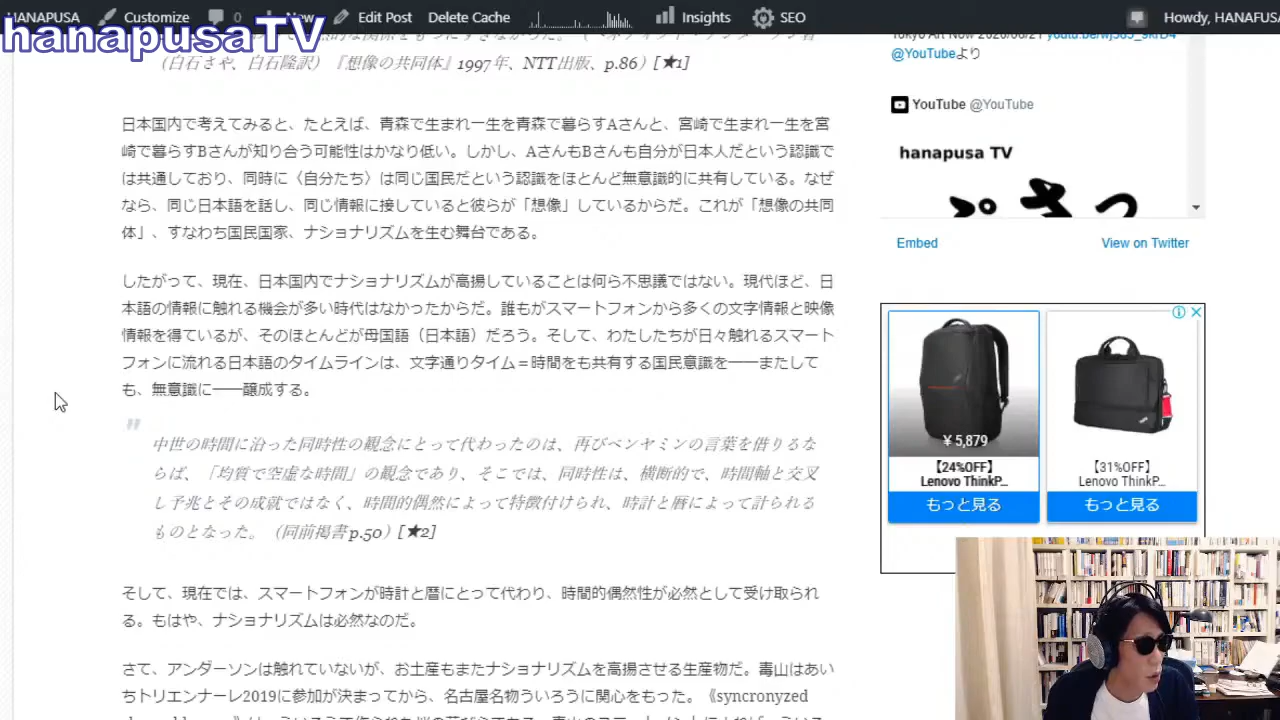 HANAPUSA Customize 0 New Edit Post Delete Cache Insights SEO Howdy, HANAFUS
hanapusaTV
（白石さや、白石隆訳）『想像の共同体』1997年、NTT出版、p.86）[★1]
日本国内で考えてみると、たとえば、青森で生まれ一生を青森で暮らすAさんと、宮崎で生まれ一生を宮
崎で暮らすBさんが知り合う可能性はかなり低い。しかし、AさんもBさんも自分が日本人だという認識で
は共通しており、同時に〈自分たち〉は同じ国民だという認識をほとんど無意識的に共有している。なぜ
なら、同じ日本語を話し、同じ情報に接していると彼らが「想像」しているからだ。これが「想像の共同
体」、すなわち国民国家、ナショナリズムを生む舞台である。
したがって、現在、日本国内でナショナリズムが高揚していることは何ら不思議ではない。現代ほど、日
本語の情報に触れる機会が多い時代はなかったからだ。誰もがスマートフォンから多くの文字情報と映像
情報を得ているが、そのほとんどが母国語（日本語）だろう。そして、わたしたちが日々触れるスマート
フォンに流れる日本語のタイムラインは、文字通りタイム＝時間をも共有する国民意識を——またして
も、無意識に——醸成する。
中世の時間に沿った同時性の観念にとって代わったのは、再びベンヤミンの言葉を借りるな
らば、「均質で空虚な時間」の観念であり、そこでは、同時性は、横断的で、時間軸と交叉
し予兆とその成就ではなく、時間的偶然によって特徴付けられ、時計と暦によって計られる
ものとなった。（同前掲書p.50）[★2]
そして、現在では、スマートフォンが時計と暦にとって代わり、時間的偶然性が必然として受け取られ
る。もはや、ナショナリズムは必然なのだ。
さて、アンダーソンは触れていないが、お土産もまたナショナリズムを高揚させる生産物だ。毒山はあい
ちトリエンナーレ2019に参加が決まってから、名古屋名物ういろうに関心をもった。《syncronyzed
@YouTubeより
YouTube @YouTube
hanapusa TV
ぷさっ
Embed View on Twitter
¥5,879
【24%OFF】
Lenovo ThinkP...
もっと見る
【31%OFF】
Lenovo ThinkP...
もっと見る